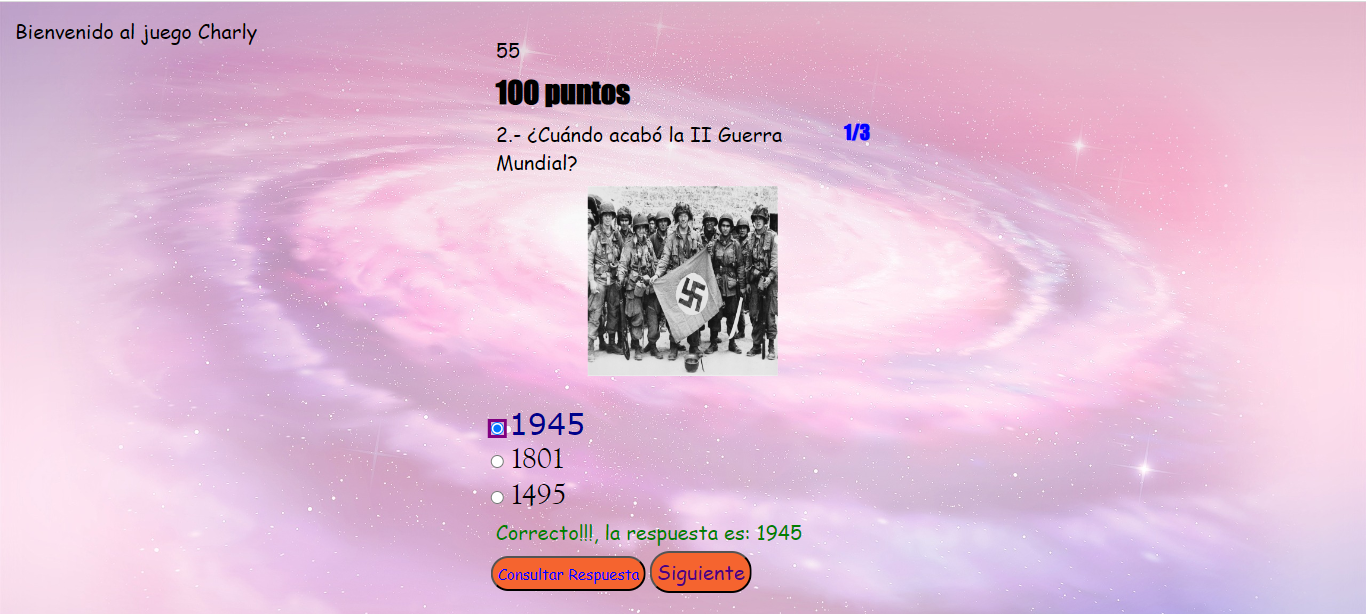 Bienvenido al juego Charly
55
100 puntos
2.- ¿Cuándo acabó la II Guerra
Mundial?
1/3
1945
1801
1495
Correcto!!!, la respuesta es: 1945
Consultar Respuesta
Siguiente